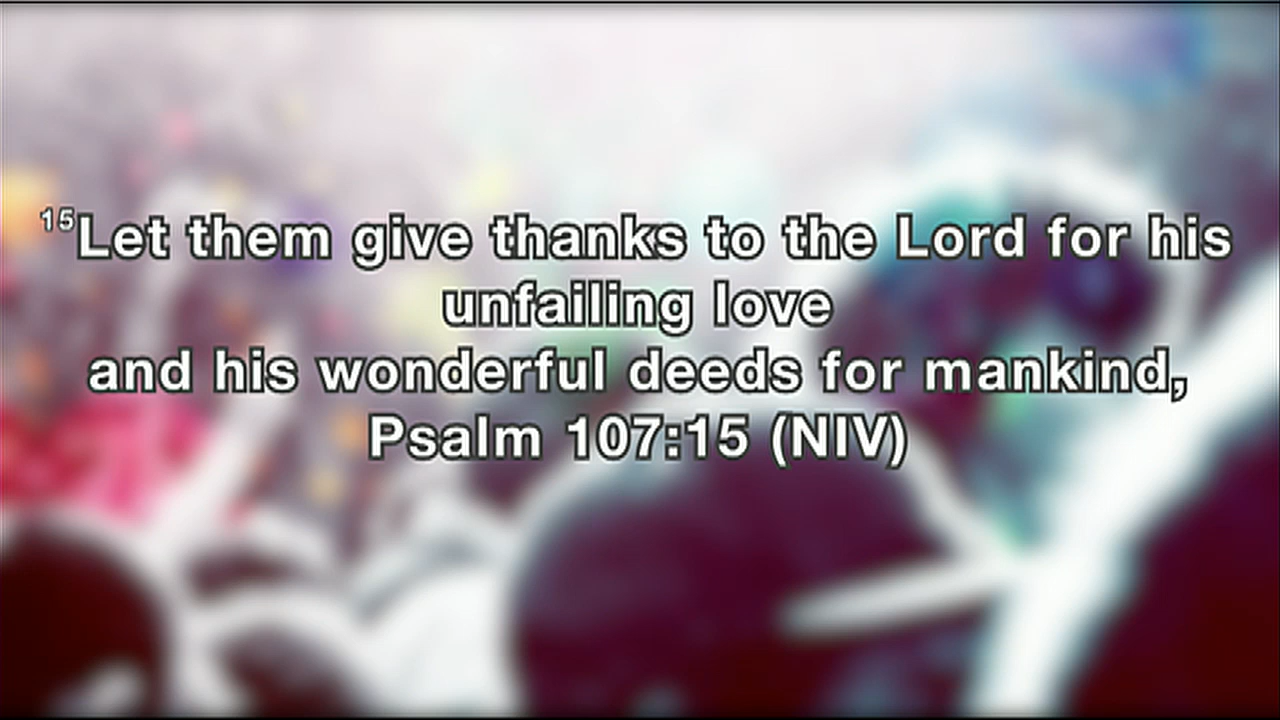 15Let them give thanks to the Lord for his
unfailing love
and his wonderful deeds for mankind,
Psalm 107:15 (NIV)